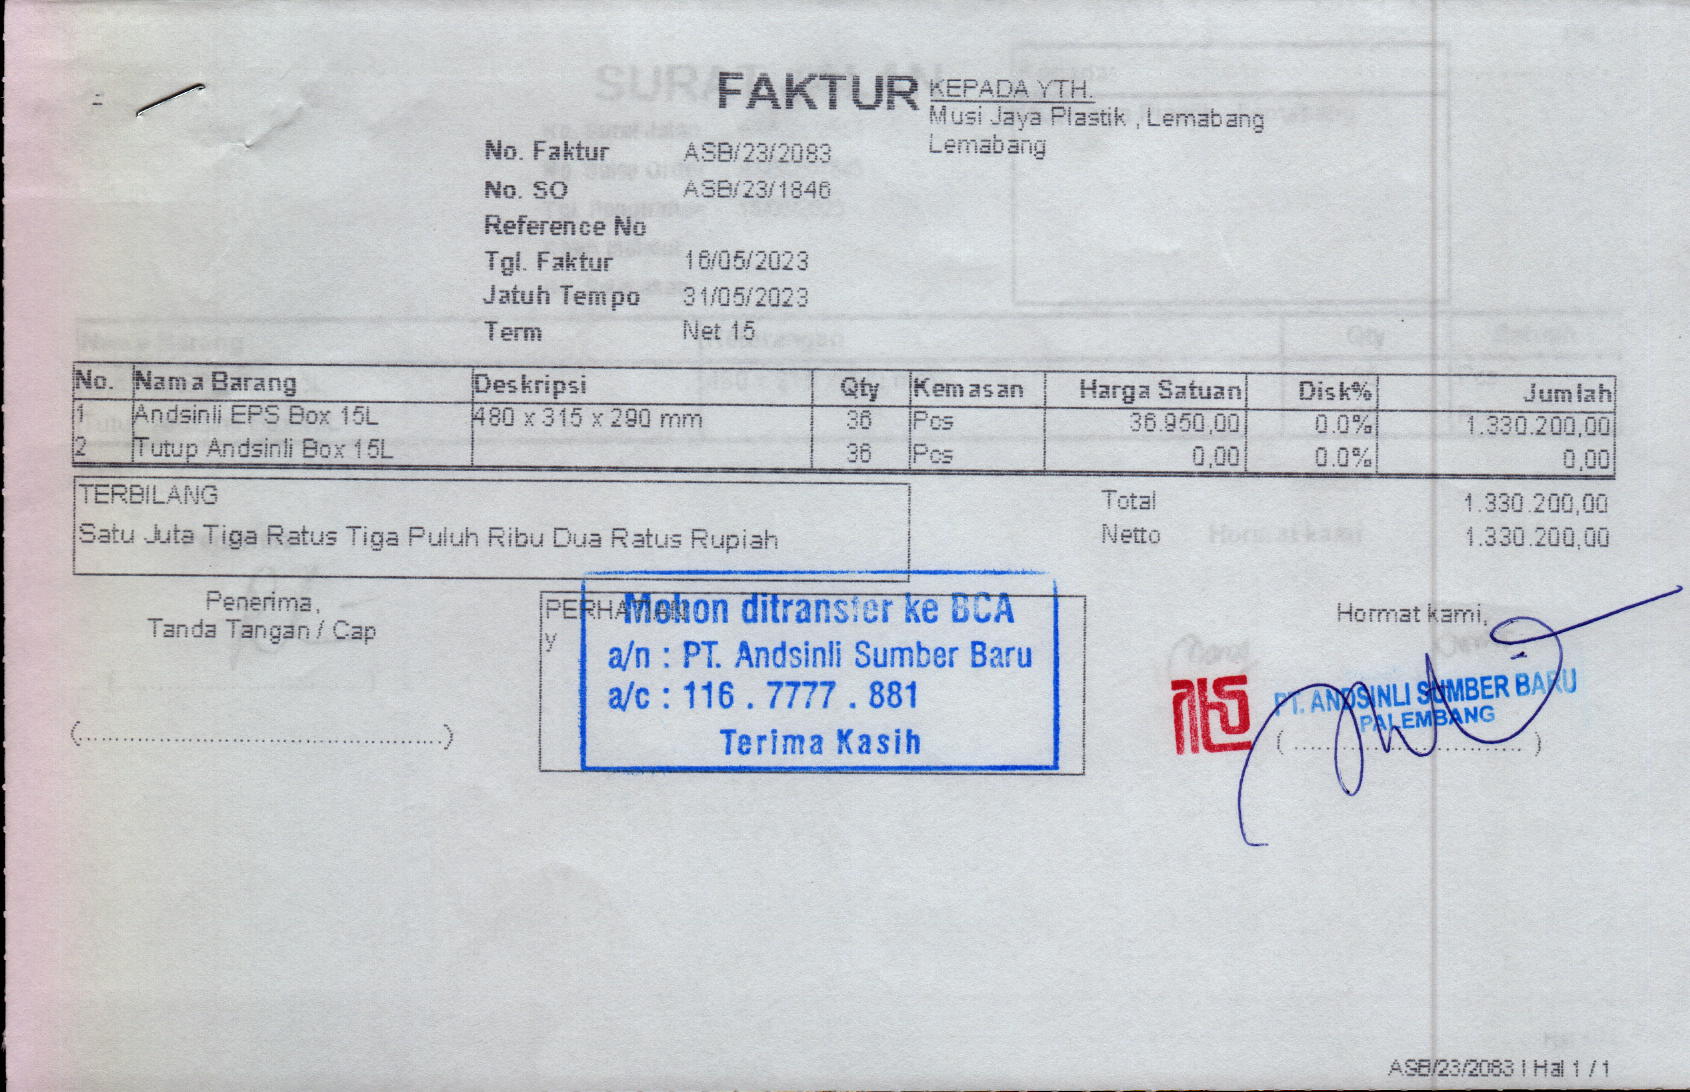 FAKTUR
KEPADA YTH.
Musi Jaya Plastik , Lemabang
Lemabang
No. Faktur ASB/23/2083
No. SO ASB/23/1846
Reference No
Tgl. Faktur 16/05/2023
Jatuh Tempo 31/05/2023
Term Net 15
No. Nama Barang Deskripsi Qty Kemasan Harga Satuan Disk% Jumlah
1 Andsinli EPS Box 15L 480 x 315 x 290 mm 36 Pcs 36.950,00 0.0% 1.330.200,00
2 Tutup Andsinli Box 15L 36 Pcs 0,00 0.0% 0,00
TERBILANG
Satu Juta Tiga Ratus Tiga Puluh Ribu Dua Ratus Rupiah
Total 1.330.200,00
Netto 1.330.200,00
Penerima,
Tanda Tangan / Cap
(............................................)
PERHATIAN
y
Mohon ditransfer ke BCA
a/n : PT. Andsinli Sumber Baru
a/c : 116 . 7777 . 881
Terima Kasih
Hormat kami,
PT. ANDSINLI SUMBER BARU
PALEMBANG
( ............................ )
ASB/23/2083 | Hal 1 / 1